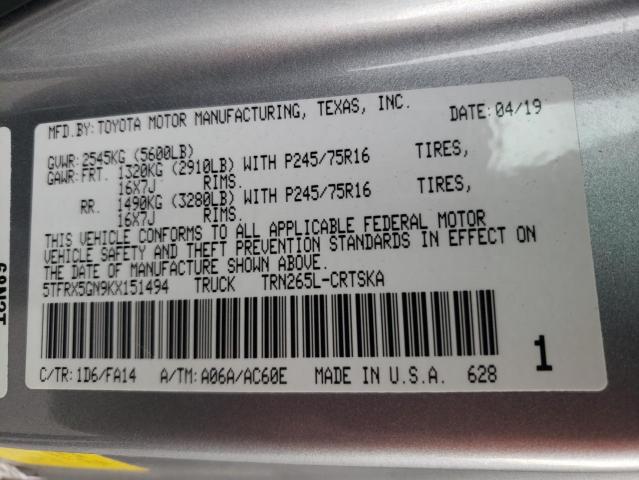 MFD.BY:TOYOTA MOTOR MANUFACTURING, TEXAS, INC. DATE:04/19
GVWR:2545KG (5600LB)
GAWR:FRT. 1320KG (2910LB) WITH P245/75R16 TIRES,
16X7J RIMS.
RR. 1490KG (3280LB) WITH P245/75R16 TIRES,
16X7J RIMS.
THIS VEHICLE CONFORMS TO ALL APPLICABLE FEDERAL MOTOR
VEHICLE SAFETY AND THEFT PREVENTION STANDARDS IN EFFECT ON
THE DATE OF MANUFACTURE SHOWN ABOVE.
5TFRX5GN9KX151494 TRUCK TRN265L-CRTSKA
C/TR:1D6/FA14 A/TM:A06A/AC60E MADE IN U.S.A. 628 1